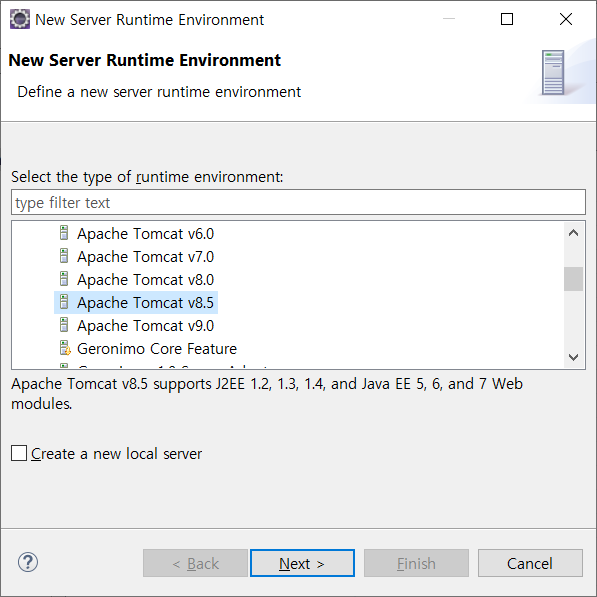 New Server Runtime Environment
New Server Runtime Environment
Define a new server runtime environment
Select the type of runtime environment:
type filter text
Apache Tomcat v6.0
Apache Tomcat v7.0
Apache Tomcat v8.0
Apache Tomcat v8.5
Apache Tomcat v9.0
Geronimo Core Feature
Apache Tomcat v8.5 supports J2EE 1.2, 1.3, 1.4, and Java EE 5, 6, and 7 Web
modules.
Create a new local server
? < Back Next > Finish Cancel